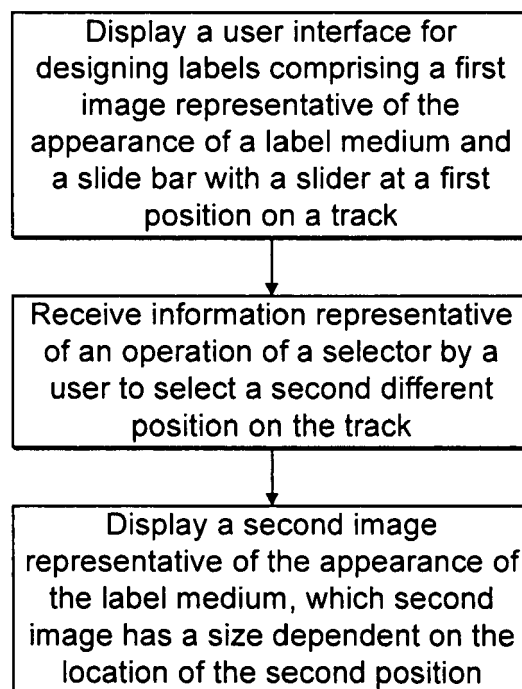 Display a user interface for
designing labels comprising a first
image representative of the
appearance of a label medium and
a slide bar with a slider at a first
position on a track
Receive information representative
of an operation of a selector by a
user to select a second different
position on the track
Display a second image
representative of the appearance of
the label medium, which second
image has a size dependent on the
location of the second position